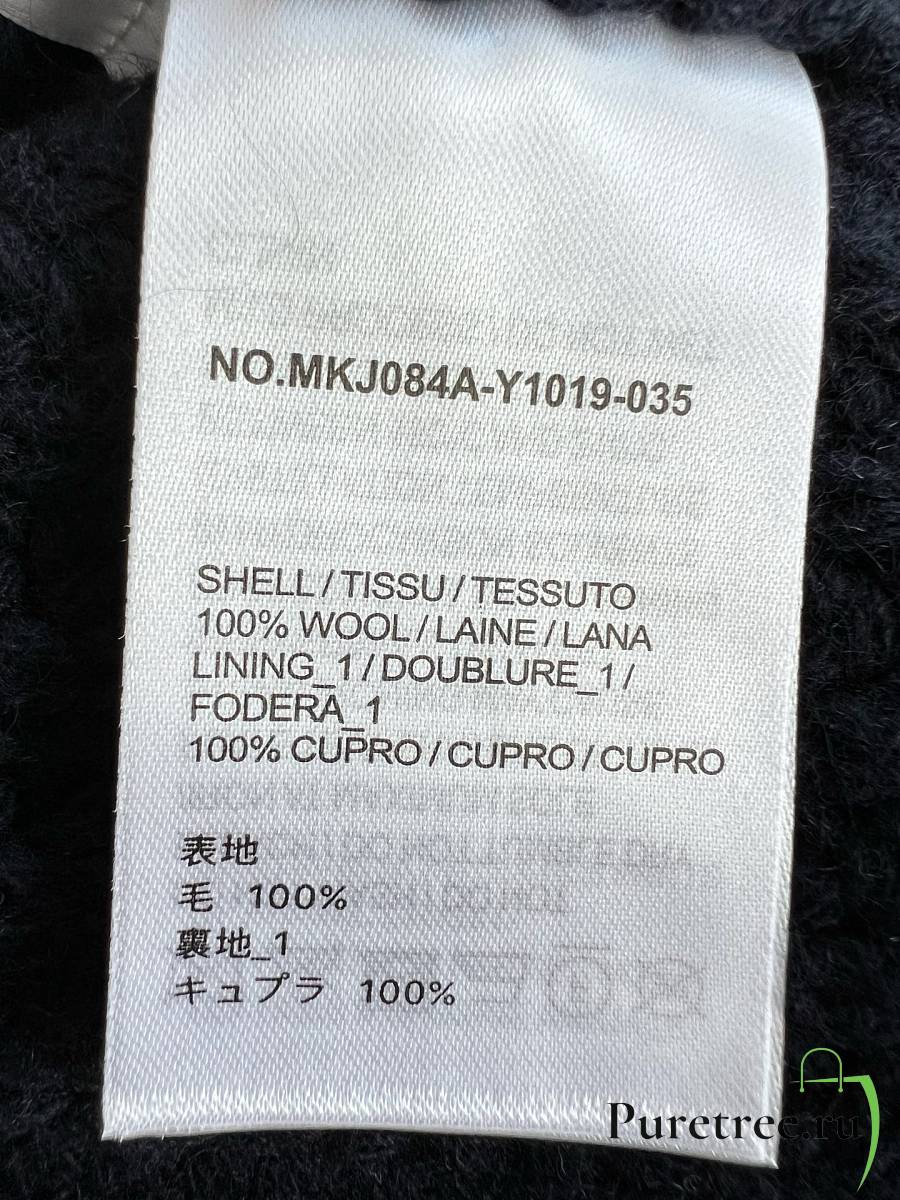 NO.MKJ084A-Y1019-035
SHELL / TISSU / TESSUTO
100% WOOL / LAINE / LANA
LINING_1 / DOUBLURE_1 /
FODERA_1
100% CUPRO / CUPRO / CUPRO
表地
毛 100%
裏地_1
キュプラ 100%
Puretree.ru